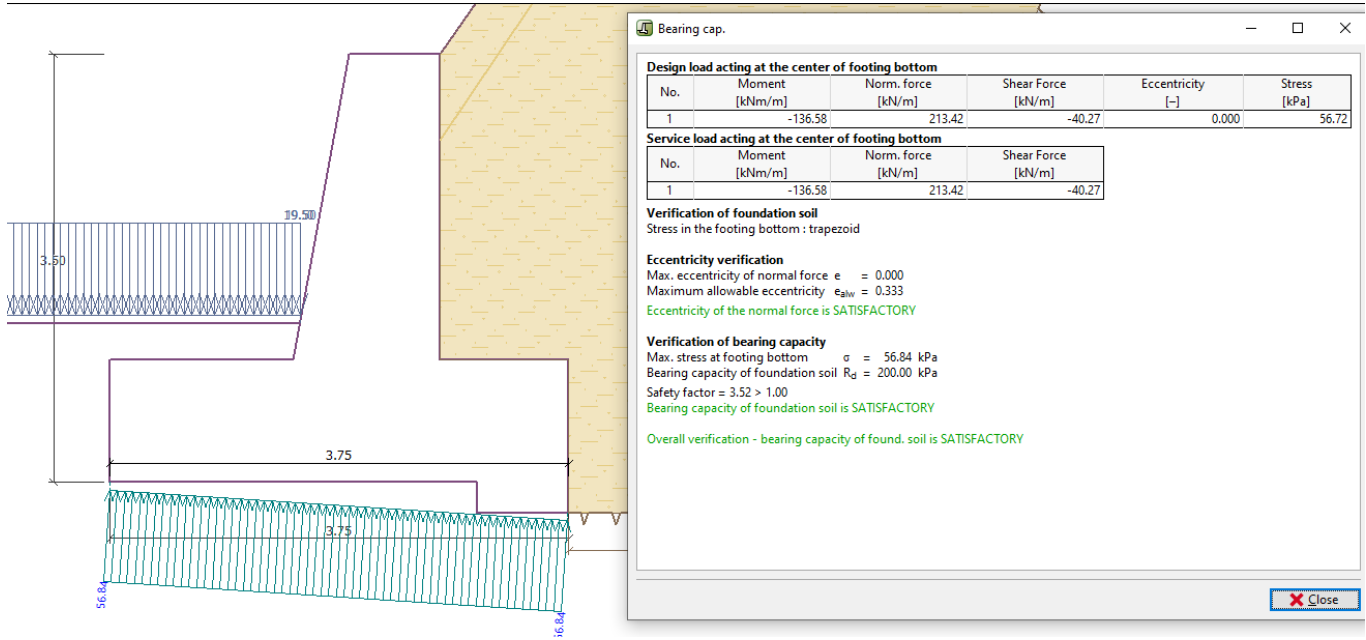 Bearing cap.
Design load acting at the center of footing bottom
No. Moment Norm. force Shear Force Eccentricity Stress
[kNm/m] [kN/m] [kN/m] [–] [kPa]
1 -136.58 213.42 -40.27 0.000 56.72
Service load acting at the center of footing bottom
No. Moment Norm. force Shear Force
[kNm/m] [kN/m] [kN/m]
1 -136.58 213.42 -40.27
Verification of foundation soil
Stress in the footing bottom : trapezoid
Eccentricity verification
Max. eccentricity of normal force e = 0.000
Maximum allowable eccentricity ealw = 0.333
Eccentricity of the normal force is SATISFACTORY
Verification of bearing capacity
Max. stress at footing bottom σ = 56.84 kPa
Bearing capacity of foundation soil Rd = 200.00 kPa
Safety factor = 3.52 > 1.00
Bearing capacity of foundation soil is SATISFACTORY
Overall verification - bearing capacity of found. soil is SATISFACTORY
Close
3.50
3.75
3.75
56.84